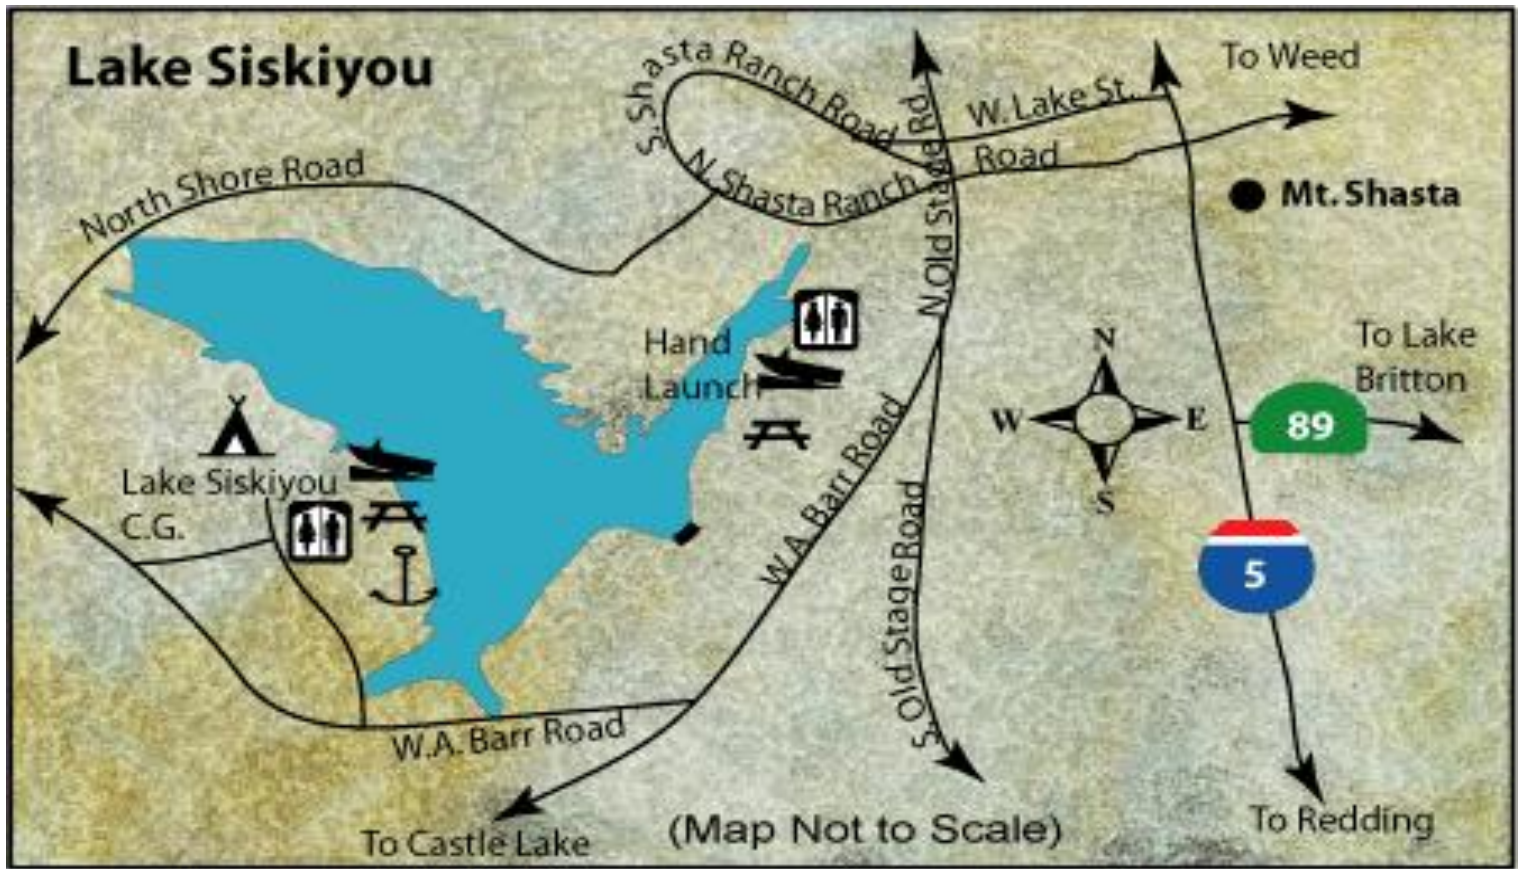 Lake Siskiyou
S. Shasta Ranch Road
W. Lake St.
To Weed
N. Shasta Ranch Road
North Shore Road
Mt. Shasta
N.Old Stage Rd.
Hand
Launch
N
W
E
S
To Lake
Britton
89
W.A. Barr Road
Lake Siskiyou
C.G.
5
S. Old Stage Road
W.A. Barr Road
To Castle Lake
(Map Not to Scale)
To Redding